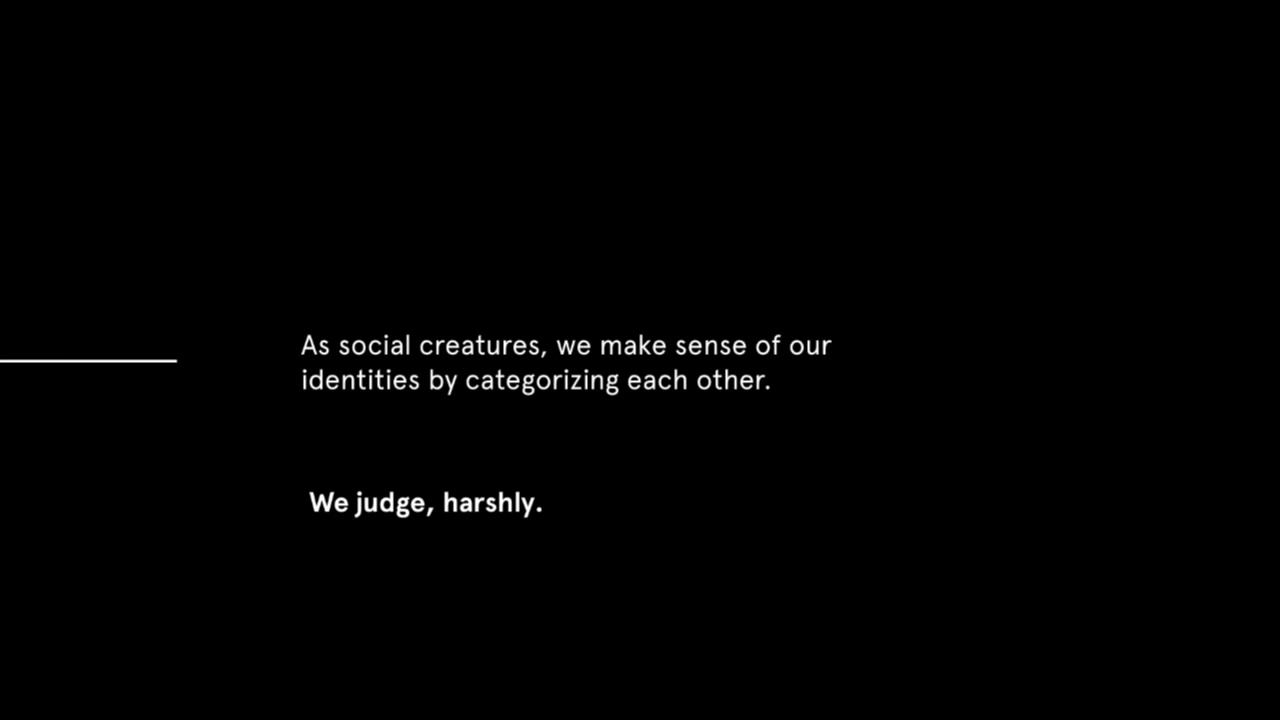 As social creatures, we make sense of our
identities by categorizing each other.
We judge, harshly.